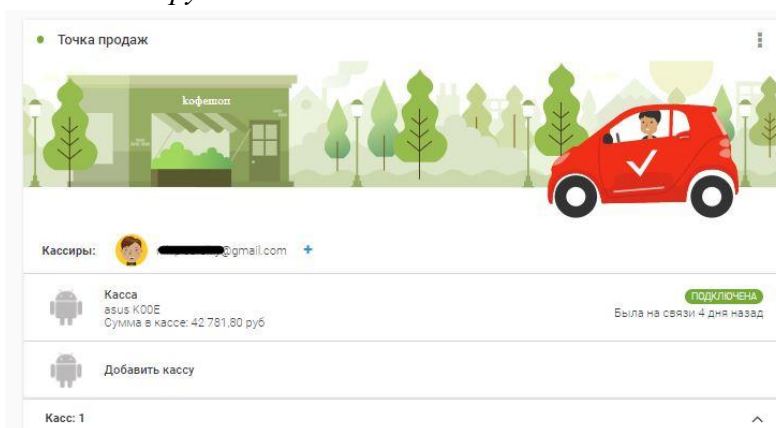 Точка продаж
кофешоп
Кассиры:
@gmail.com +
Касса
asus K00E
Сумма в кассе: 42 781,80 руб
ПОДКЛЮЧЕНА
Была на связи 4 дня назад
Добавить кассу
Касс: 1